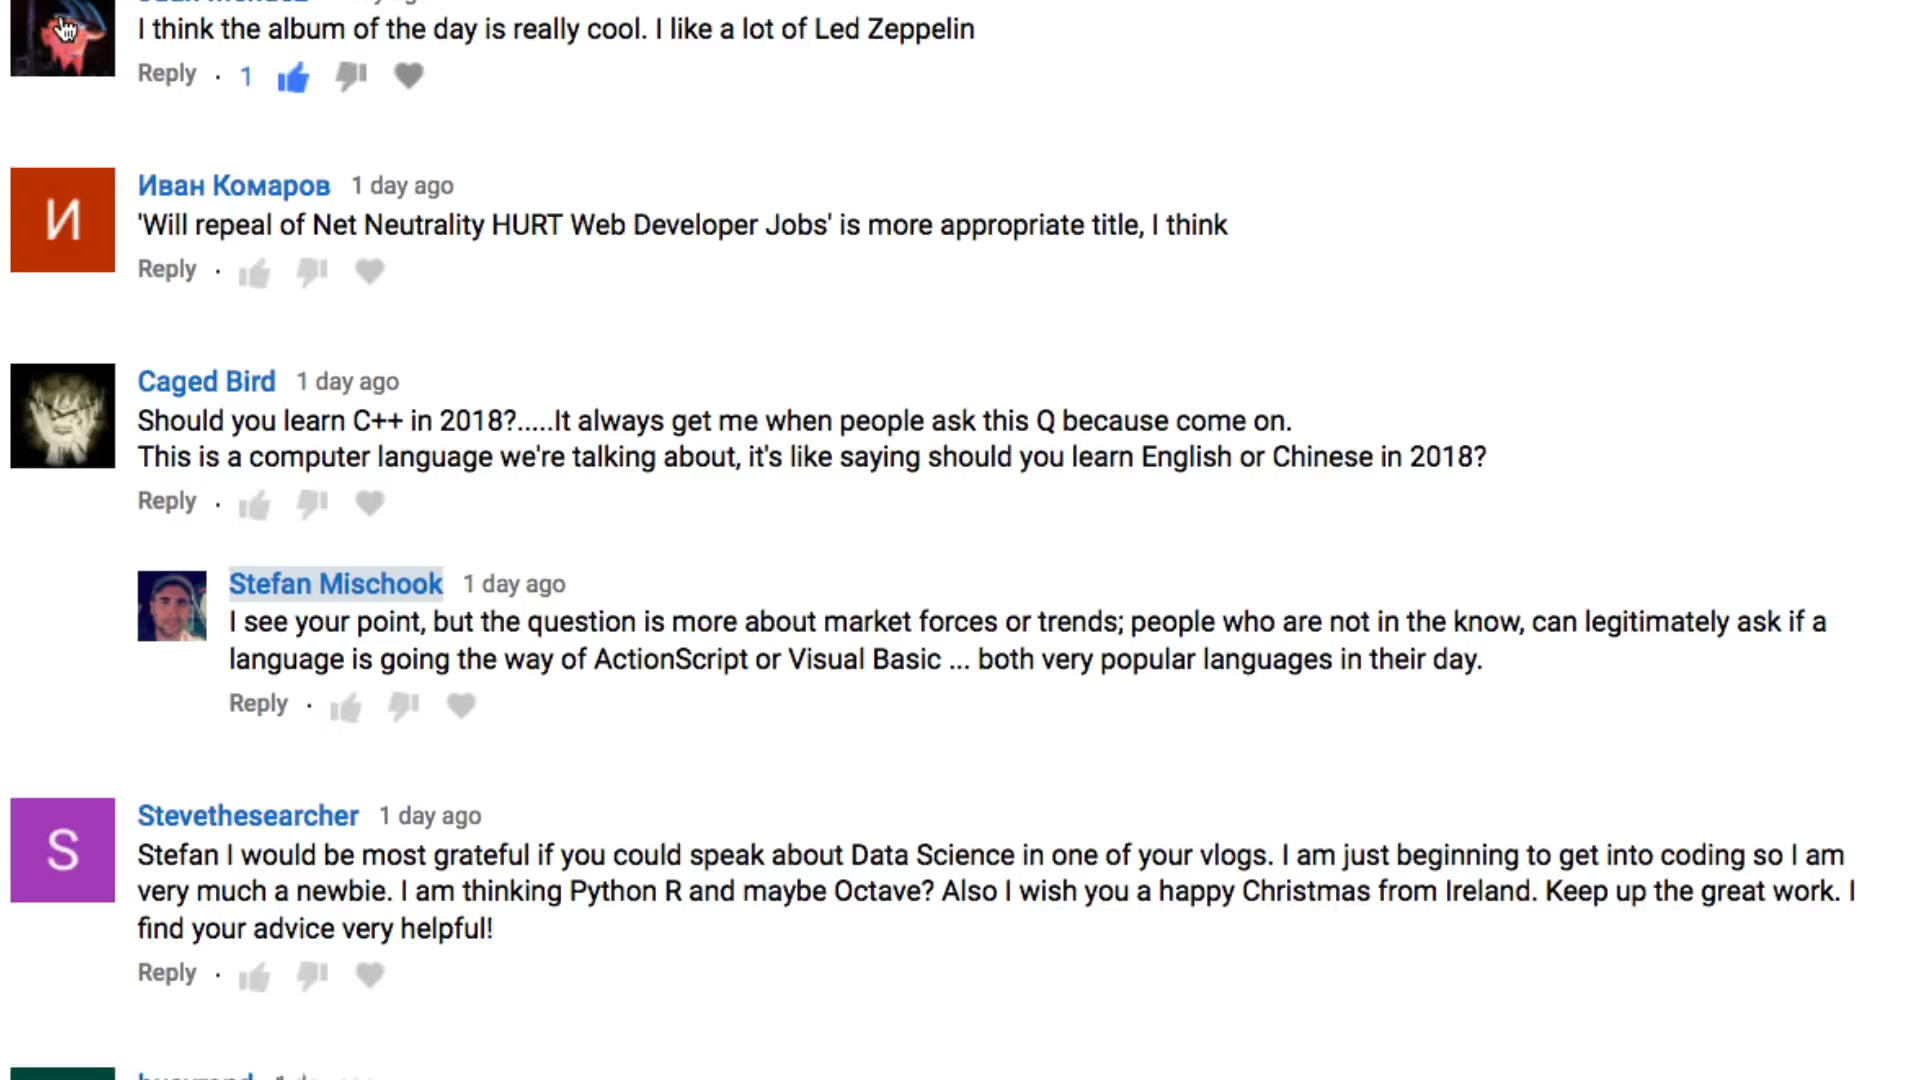 I think the album of the day is really cool. I like a lot of Led Zeppelin
Reply · 1
И
Иван Комаров 1 day ago
'Will repeal of Net Neutrality HURT Web Developer Jobs' is more appropriate title, I think
Reply ·
Caged Bird 1 day ago
Should you learn C++ in 2018?.....It always get me when people ask this Q because come on.
This is a computer language we're talking about, it's like saying should you learn English or Chinese in 2018?
Reply ·
Stefan Mischook 1 day ago
I see your point, but the question is more about market forces or trends; people who are not in the know, can legitimately ask if a
language is going the way of ActionScript or Visual Basic ... both very popular languages in their day.
Reply ·
S
Stevethesearcher 1 day ago
Stefan I would be most grateful if you could speak about Data Science in one of your vlogs. I am just beginning to get into coding so I am
very much a newbie. I am thinking Python R and maybe Octave? Also I wish you a happy Christmas from Ireland. Keep up the great work. I
find your advice very helpful!
Reply ·